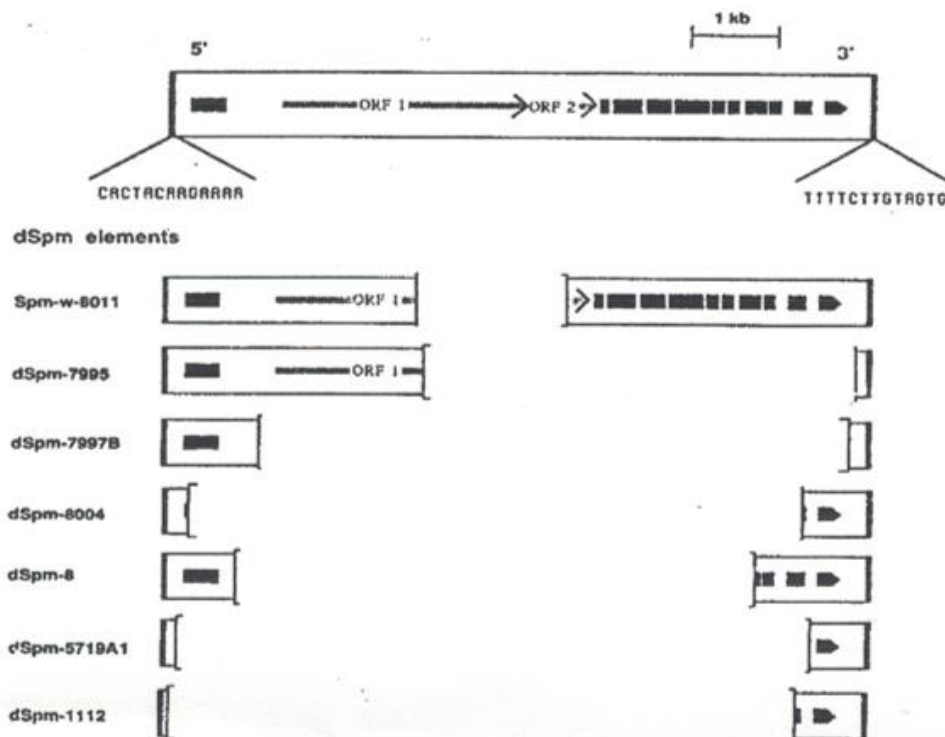 1 kb
5'
3'
ORF 1
ORF 2
CACTACAAGAAAA
TTTTCTTGTAGTG
dSpm elements
Spm-w-8011
ORF 1
dSpm-7995
ORF 1
dSpm-7997B
dSpm-8004
dSpm-8
dSpm-5719A1
dSpm-1112